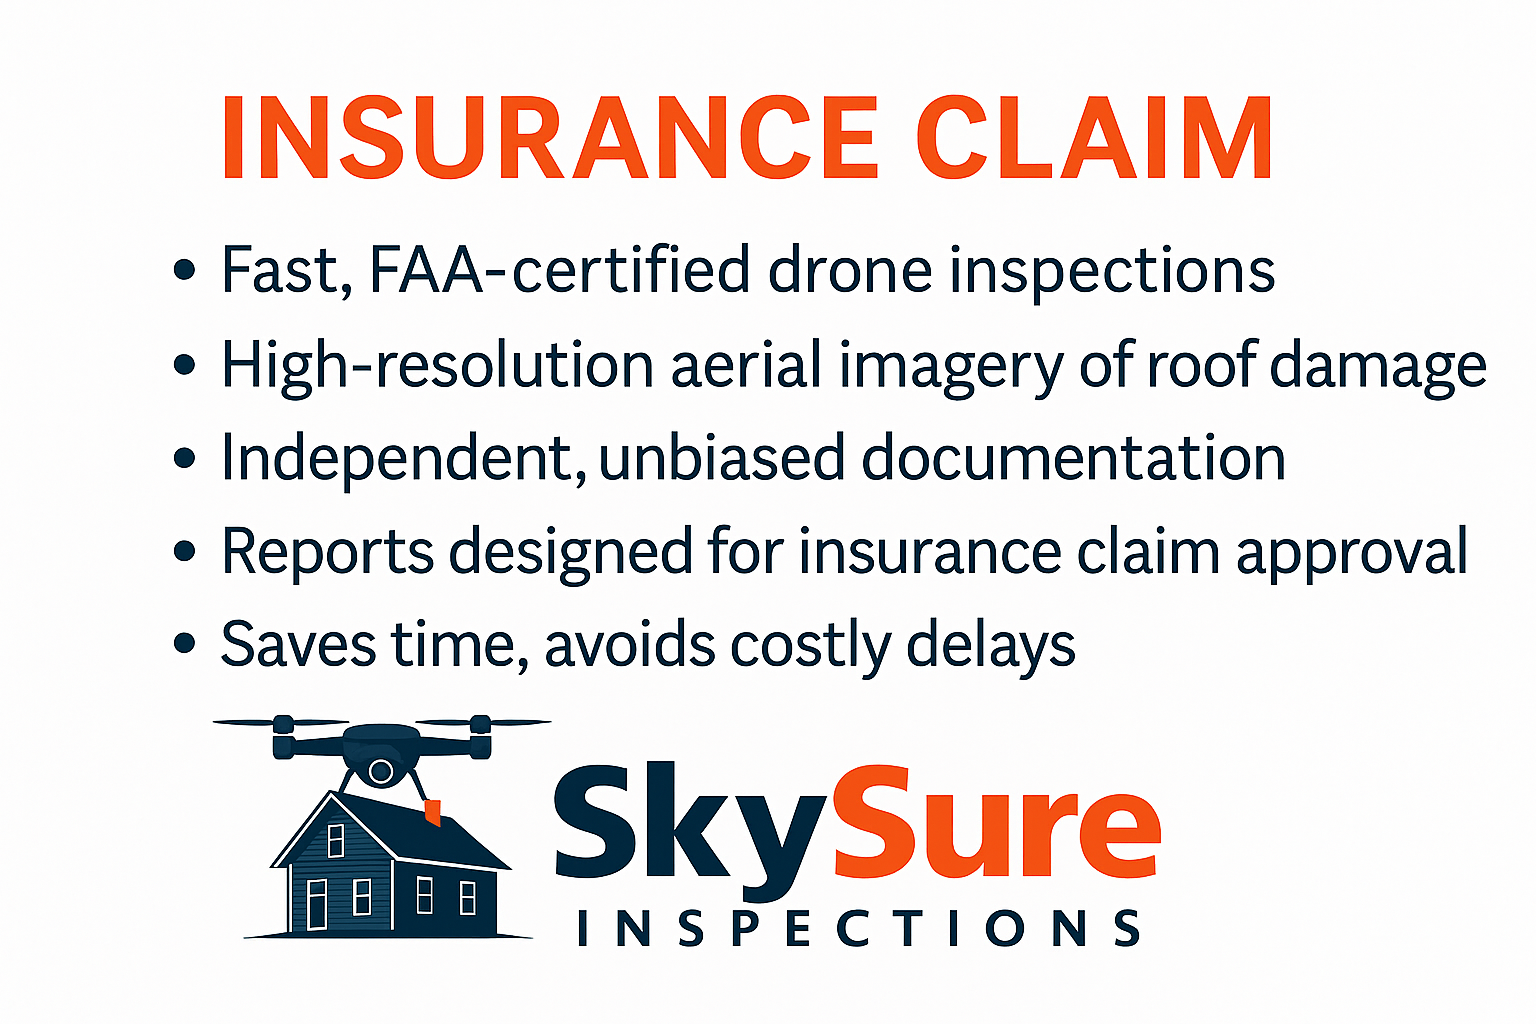 INSURANCE CLAIM
• Fast, FAA-certified drone inspections
• High-resolution aerial imagery of roof damage
• Independent, unbiased documentation
• Reports designed for insurance claim approval
• Saves time, avoids costly delays
SkySure
INSPECTIONS